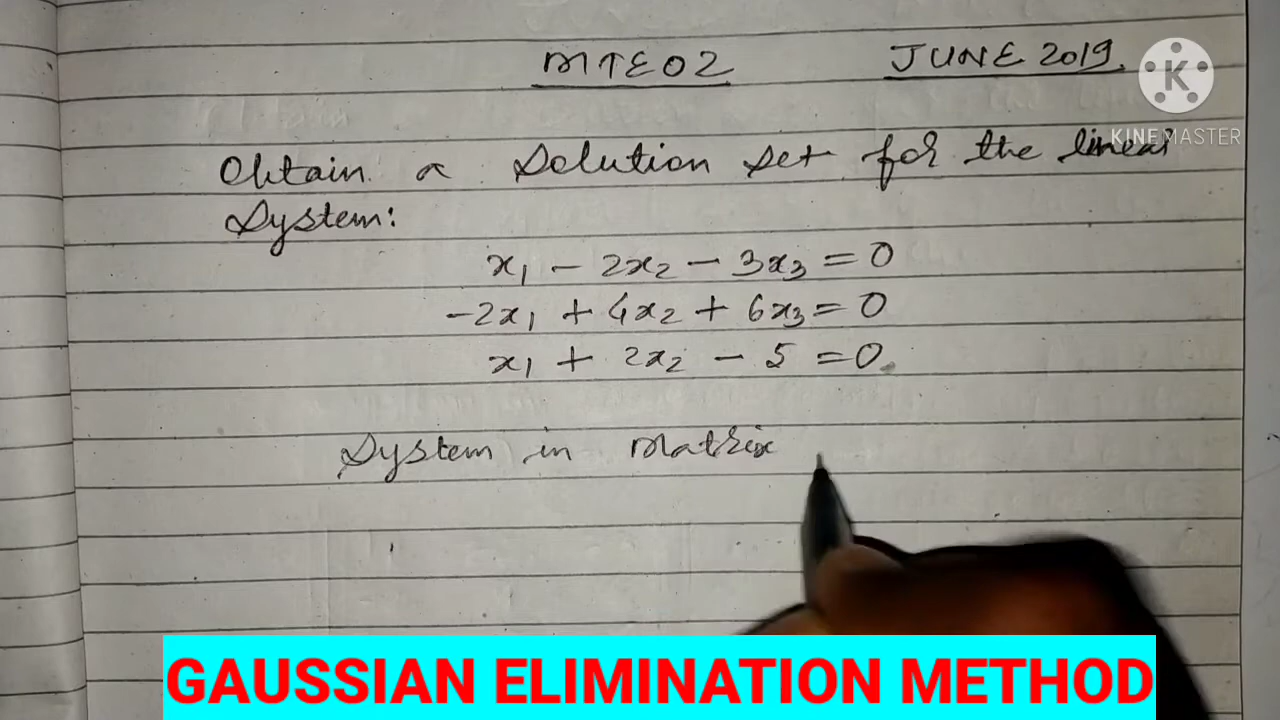 MTE02 JUNE 2019.
K
KINEMASTER
Obtain a Solution Set for the linear
System:
x₁ - 2x₂ - 3x₃ = 0
-2x₁ + 4x₂ + 6x₃ = 0
x₁ + 2x₂ - 5 = 0.
System in Matrix
GAUSSIAN ELIMINATION METHOD